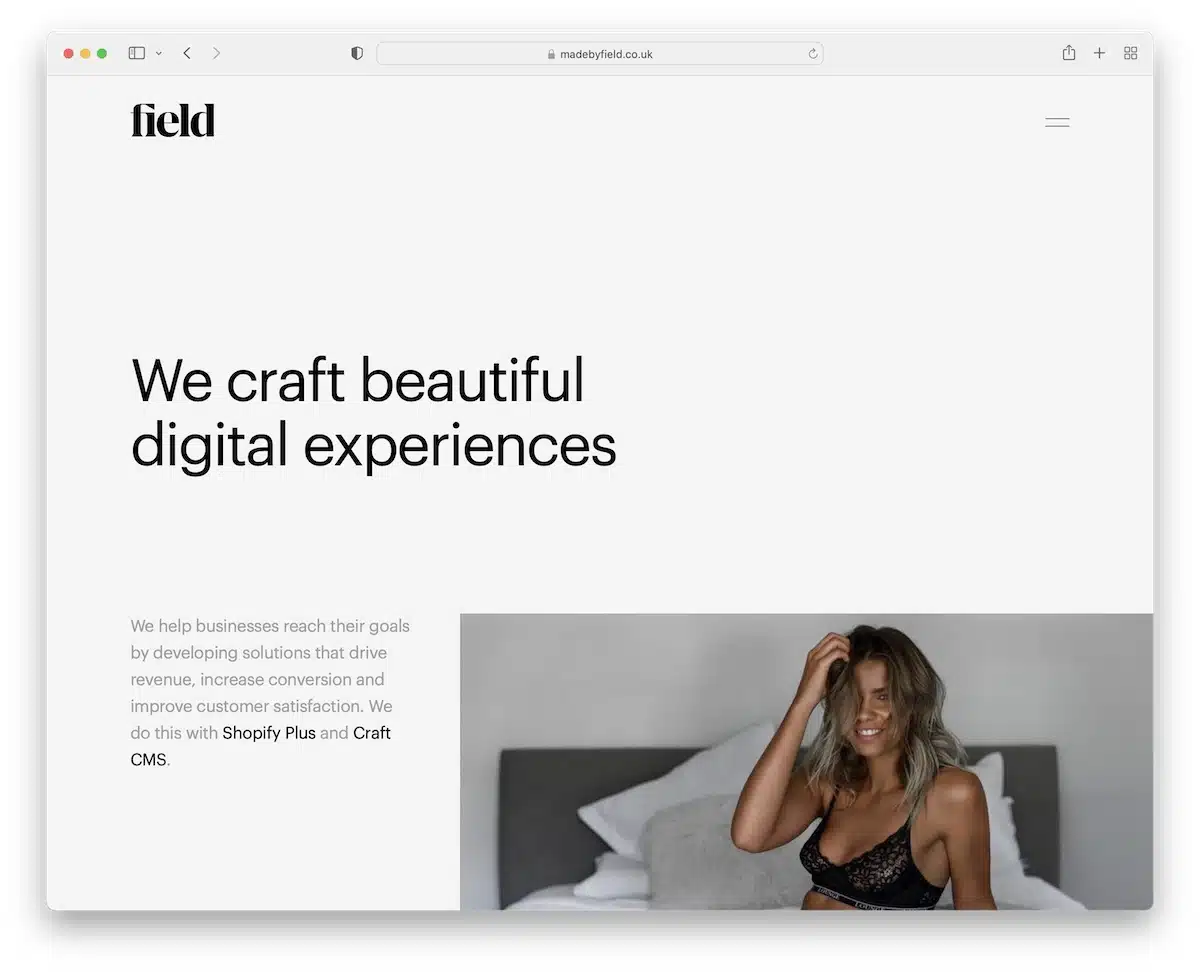 madebyfield.co.uk
field
We craft beautiful
digital experiences
We help businesses reach their goals
by developing solutions that drive
revenue, increase conversion and
improve customer satisfaction. We
do this with Shopify Plus and Craft
CMS.
LOUNGE